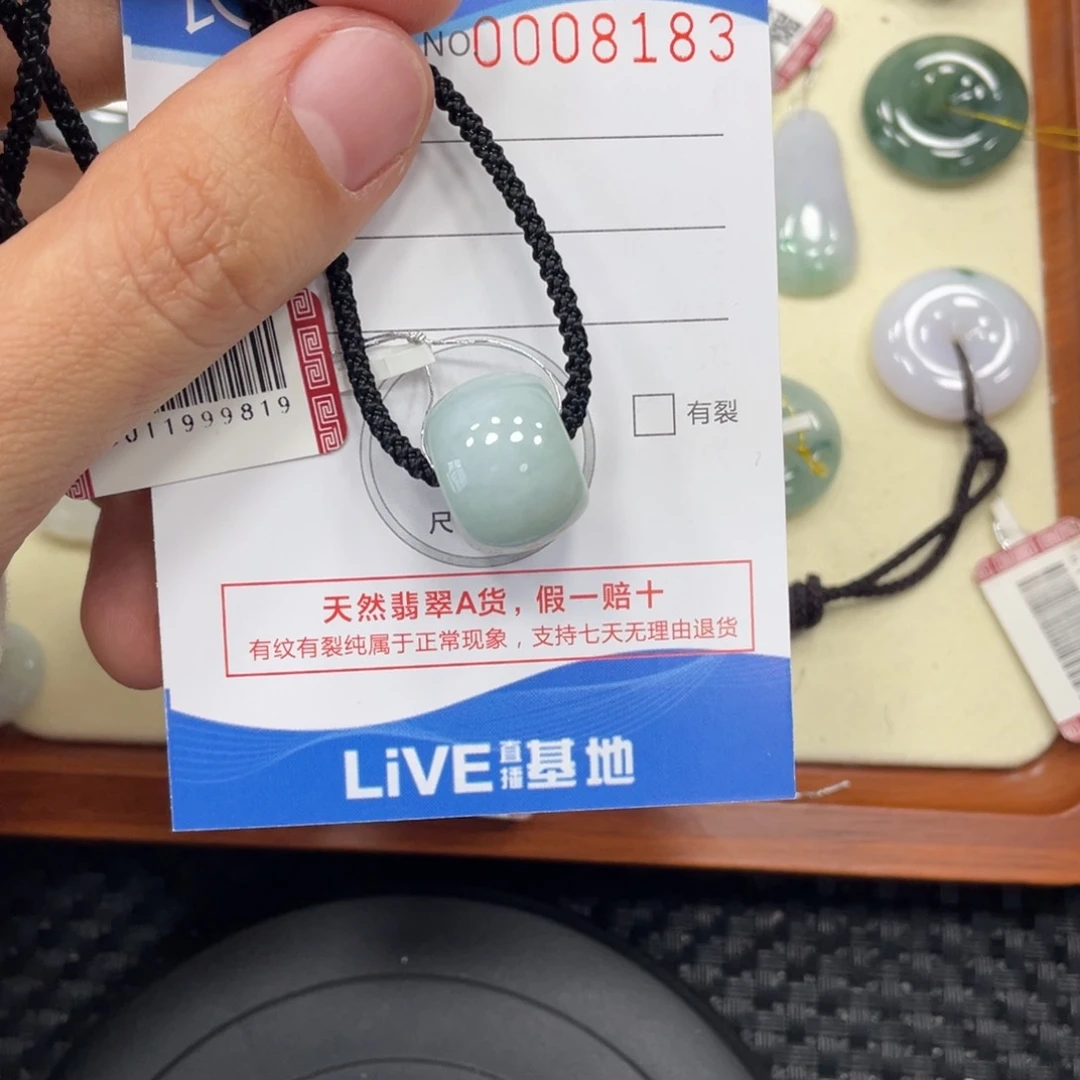 NO0008183
有裂
11999819
尺
天然翡翠A货，假一赔十
有纹有裂纯属于正常现象，支持七天无理由退货
LiVE直播基地